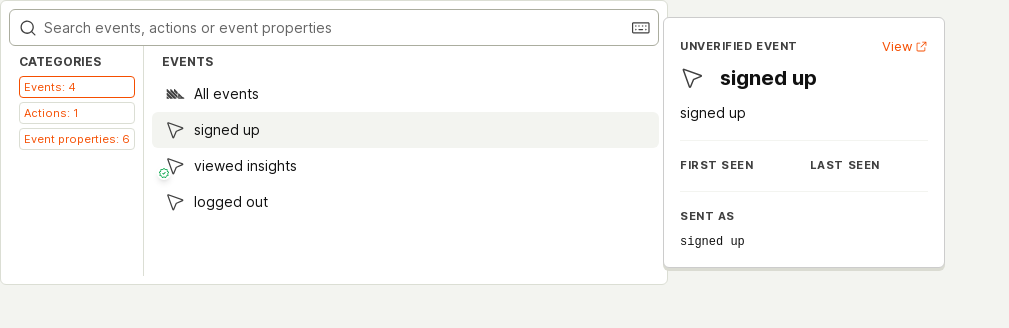 Search events, actions or event properties
CATEGORIES
Events: 4
Actions: 1
Event properties: 6
EVENTS
All events
signed up
viewed insights
logged out
UNVERIFIED EVENT
View
signed up
signed up
FIRST SEEN
LAST SEEN
SENT AS
signed up